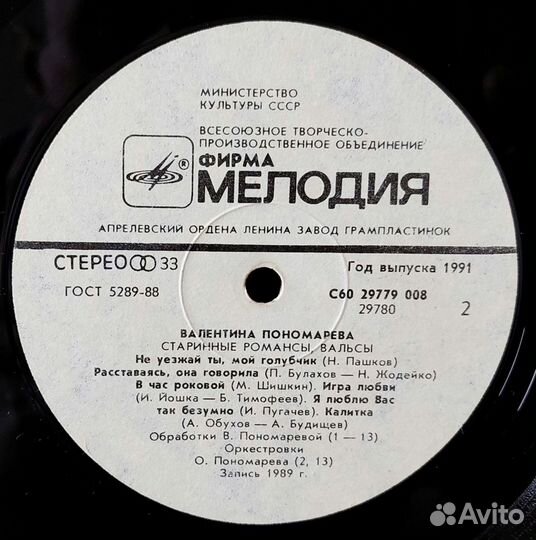 МИНИСТЕРСТВО
КУЛЬТУРЫ СССР
ВСЕСОЮЗНОЕ ТВОРЧЕСКО-
ПРОИЗВОДСТВЕННОЕ ОБЪЕДИНЕНИЕ
ФИРМА
®
МЕЛОДИЯ
АПРЕЛЕВСКИЙ ОРДЕНА ЛЕНИНА ЗАВОД ГРАМПЛАСТИНОК
СТЕРЕО 33
Год выпуска 1991
ГОСТ 5289-88
С60 29779 008
29780
2
ВАЛЕНТИНА ПОНОМАРЕВА
СТАРИННЫЕ РОМАНСЫ, ВАЛЬСЫ
Не уезжай ты, мой голубчик (Н. Пашков)
Расставаясь, она говорила (П. Булахов — Н. Жодейко)
В час роковой (М. Шишкин). Игра любви
(И. Йошка — Б. Тимофеев). Я люблю Вас
так безумно (И. Пугачев). Калитка
(А. Обухов — А. Будищев)
Обработки В. Пономаревой (1 — 13)
Оркестровки
О. Пономарева (2, 13)
Запись 1989 г.
Avito